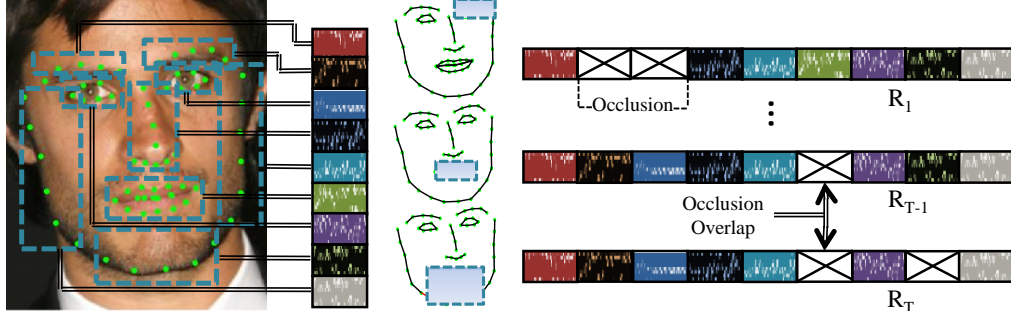 Occlusion
R1
⋮
RT-1
Occlusion
Overlap
RT